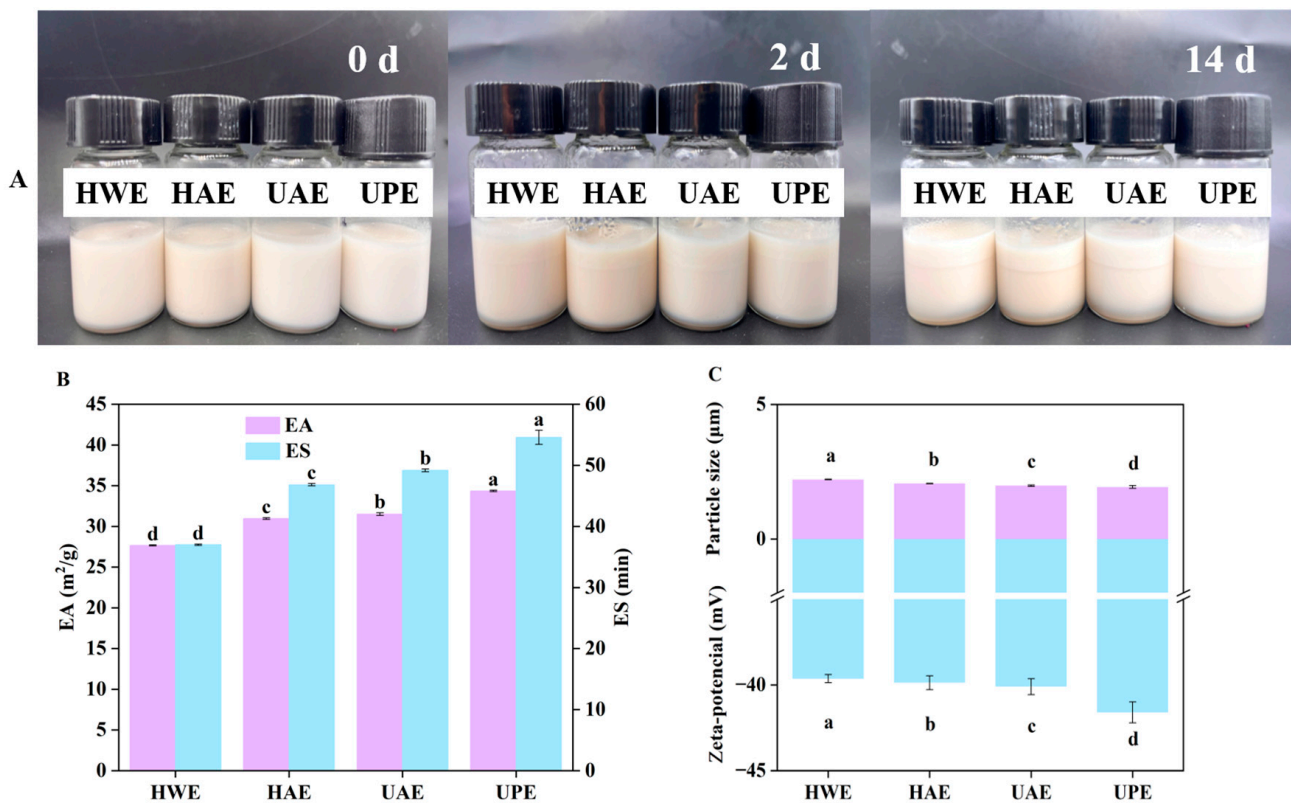 0 d
2 d
14 d
A
HWE HAE UAE UPE
HWE HAE UAE UPE
HWE HAE UAE UPE
B
EA (m²/g)
45
40
35
30
25
20
15
10
5
0
EA
ES
d d
c c
b b
a a
60
50
40
30
20
10
0
ES (min)
HWE HAE UAE UPE
C
Particle size (μm)
Zeta-potencial (mV)
5
0
−40
−45
a b c d
a b c d
HWE HAE UAE UPE